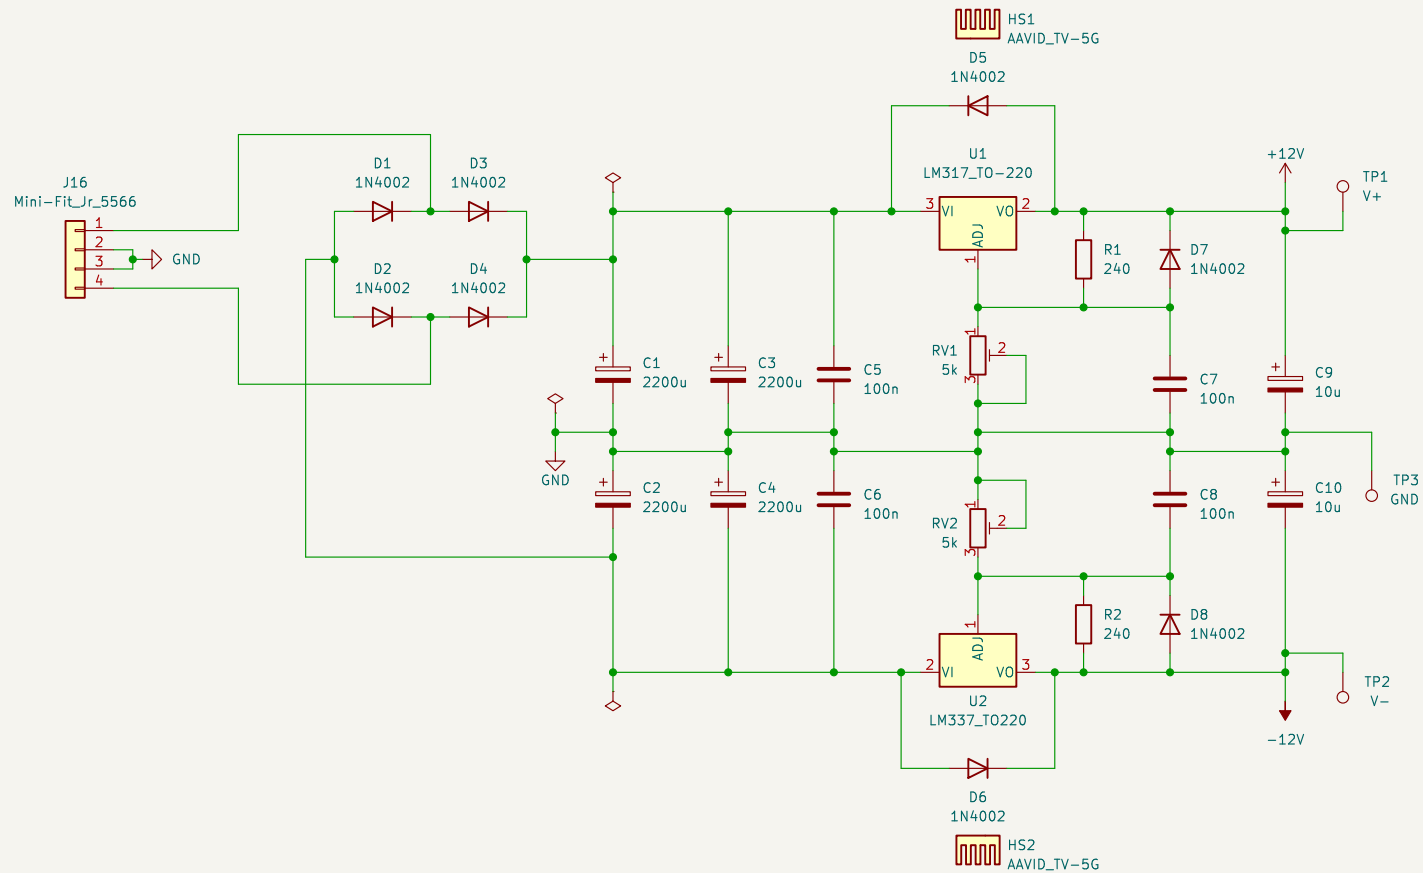 HS1
AAVID_TV-5G
D5
1N4002
J16
Mini-Fit_Jr_5566
1
2
3
4
GND
D1
1N4002
D3
1N4002
D2
1N4002
D4
1N4002
U1
LM317_TO-220
3
VI
VO
2
ADJ
1
+12V
TP1
V+
R1
240
D7
1N4002
+
C1
2200u
+
C3
2200u
C5
100n
RV1
5k
1
2
3
C7
100n
+
C9
10u
GND
+
C2
2200u
+
C4
2200u
C6
100n
RV2
5k
1
2
3
C8
100n
+
C10
10u
TP3
GND
R2
240
D8
1N4002
1
ADJ
2
VI
VO
3
U2
LM337_TO220
TP2
V-
-12V
D6
1N4002
HS2
AAVID_TV-5G